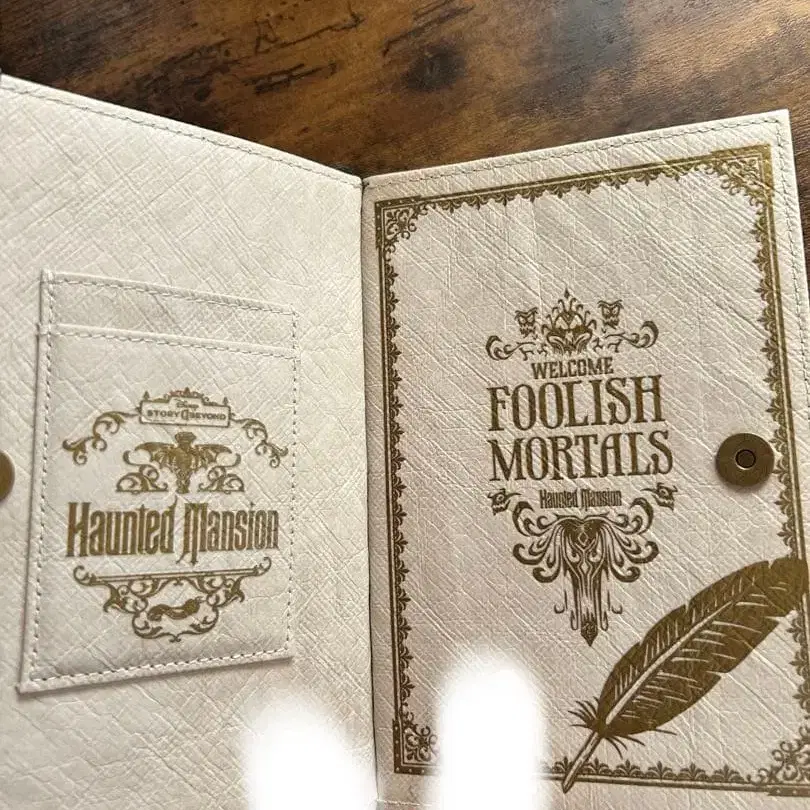 Disney
STORY & BEYOND
Haunted Mansion
WELCOME
FOOLISH
MORTALS
Haunted Mansion